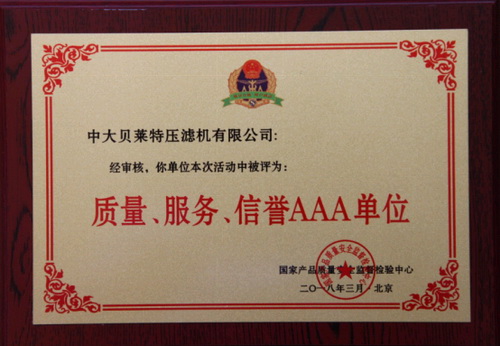 中大贝莱特压滤机有限公司:
经审核，你单位本次活动中被评为:
质量、服务、信誉AAA单位
国家产品质量安全监督检验中心
二〇一八年三月 北京